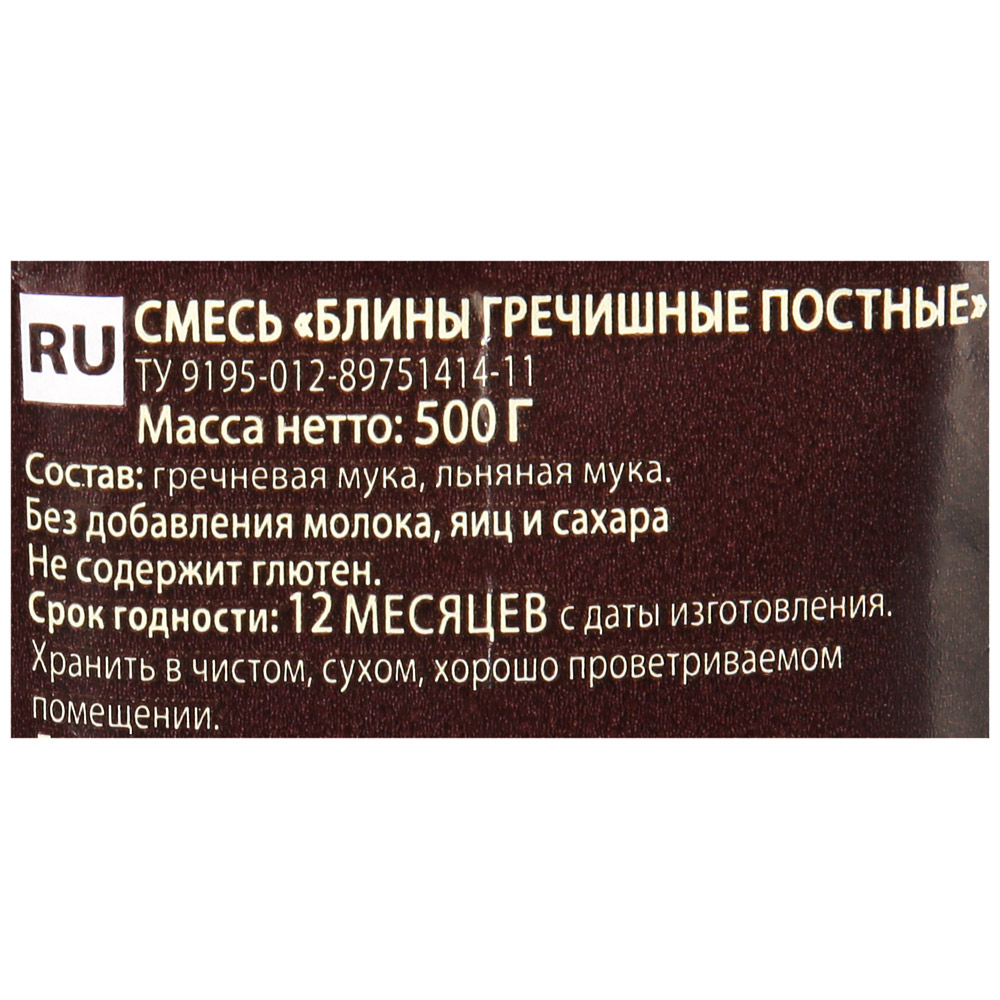 RU
СМЕСЬ «БЛИНЫ ГРЕЧИШНЫЕ ПОСТНЫЕ»
ТУ 9195-012-89751414-11
Масса нетто: 500 Г
Состав: гречневая мука, льняная мука.
Без добавления молока, яиц и сахара
Не содержит глютен.
Срок годности: 12 МЕСЯЦЕВ с даты изготовления.
Хранить в чистом, сухом, хорошо проветриваемом
помещении.